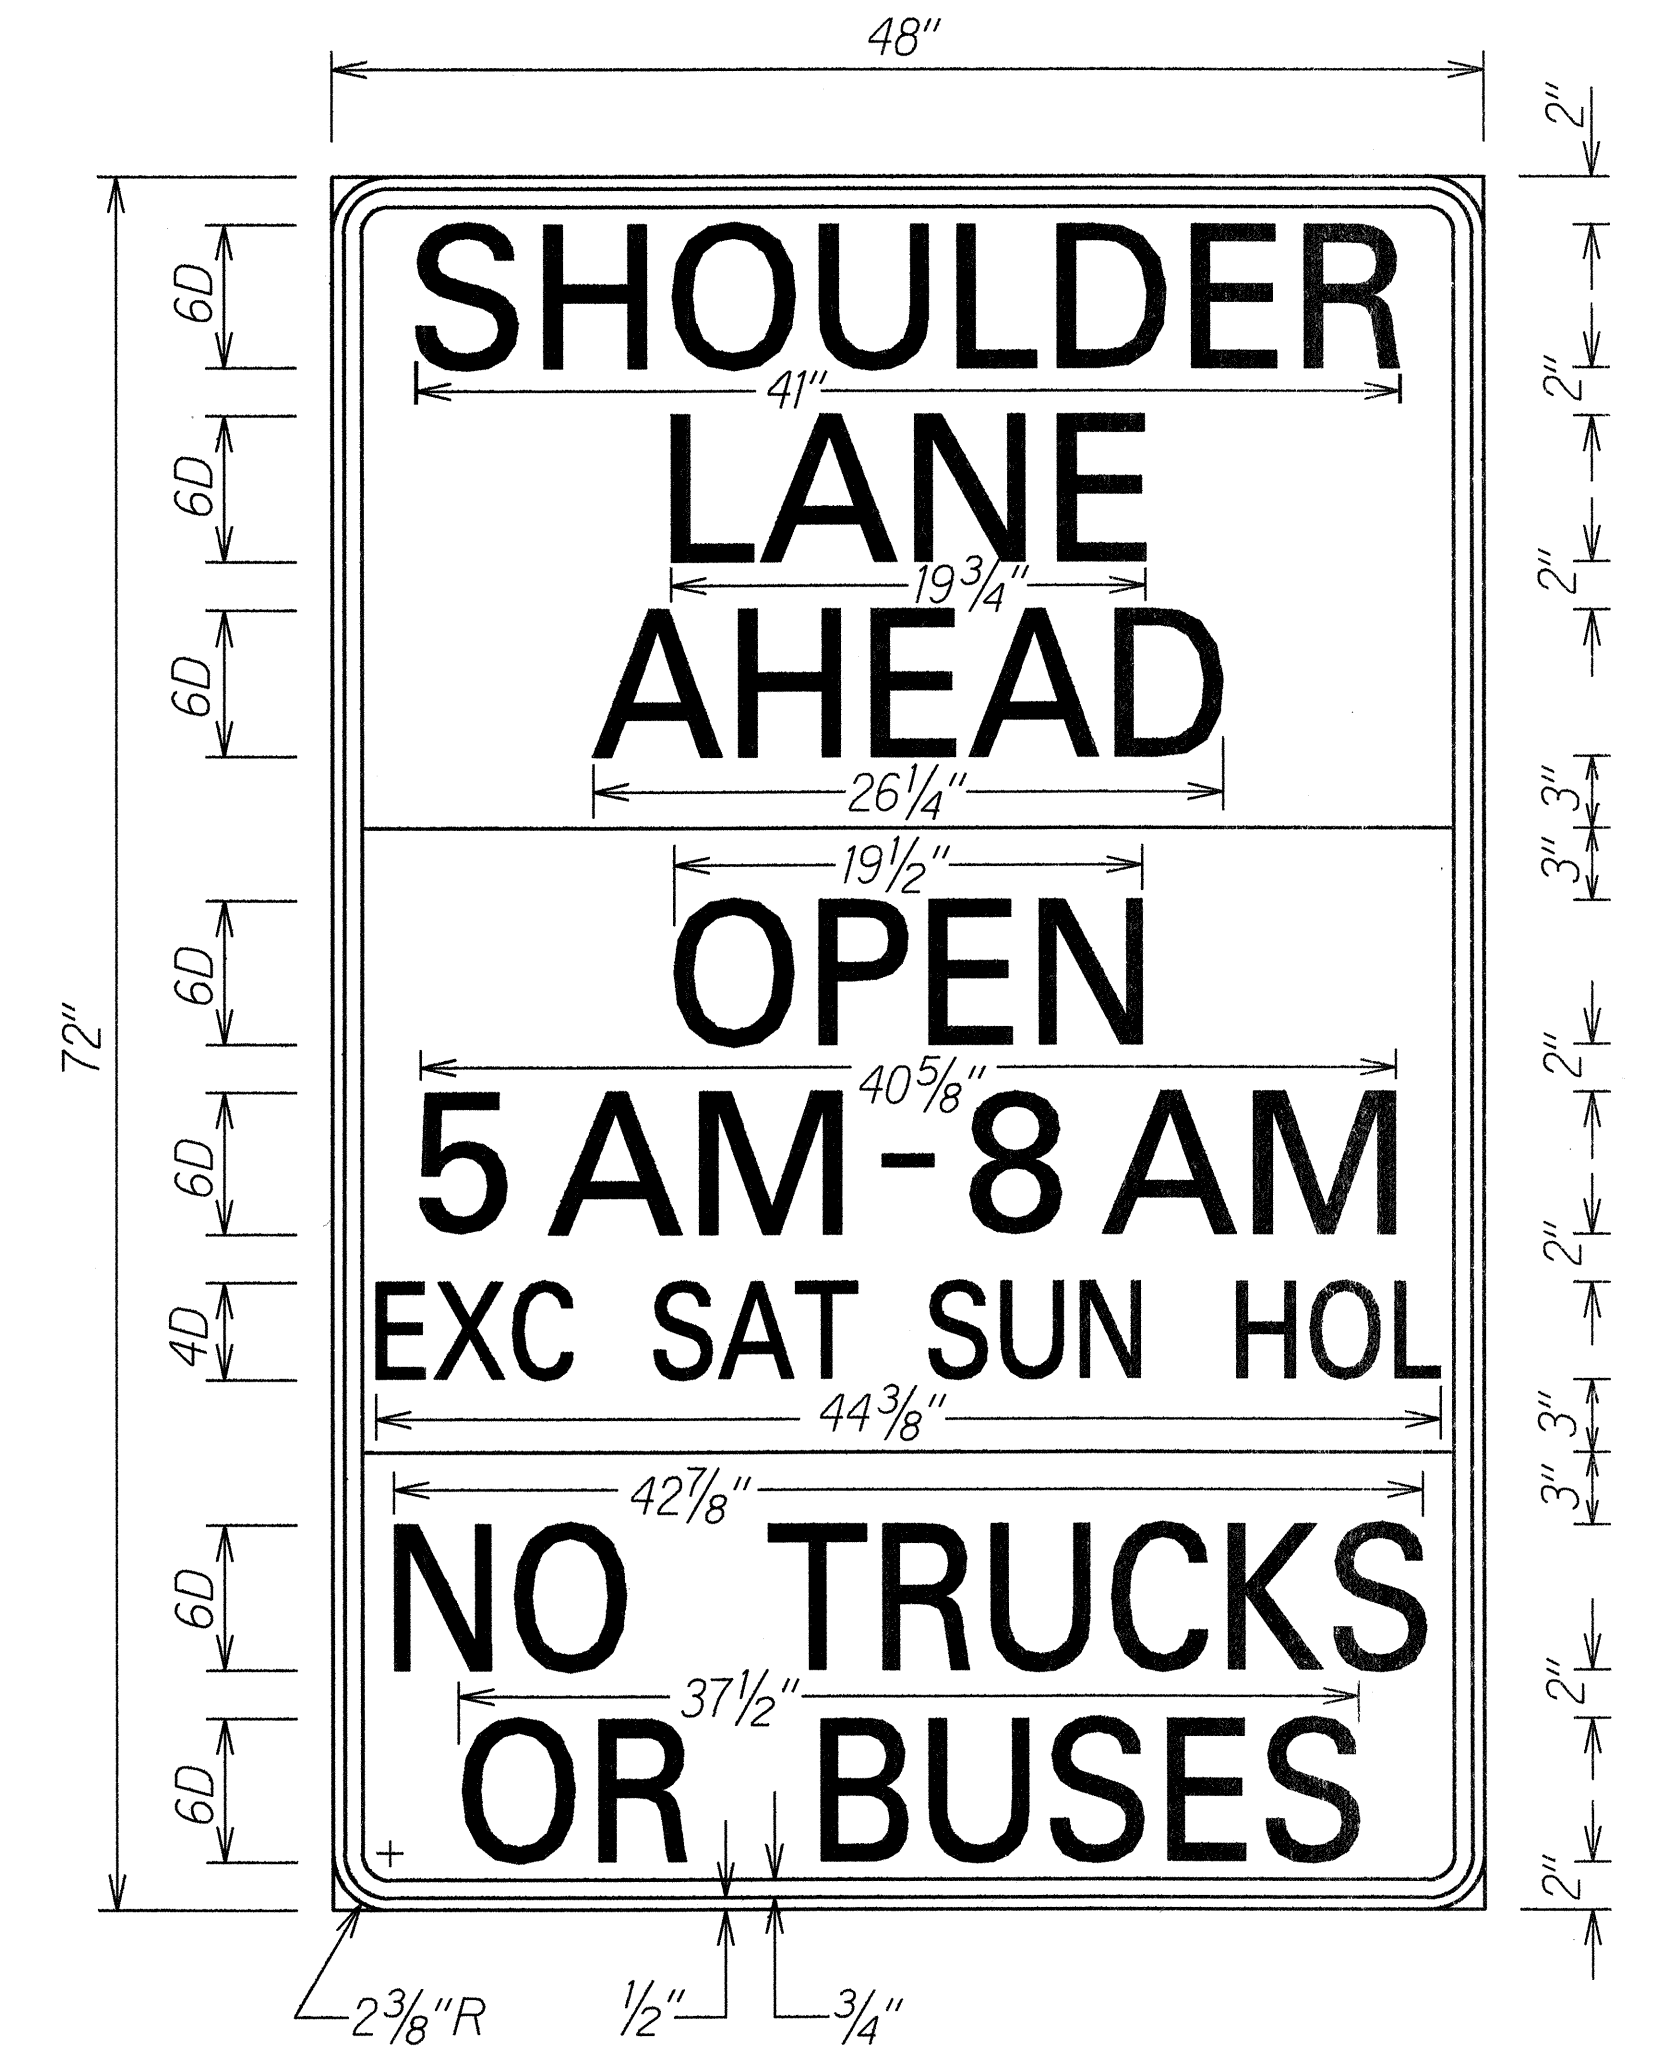 48"
2"
SHOULDER
6D
41"
2"
LANE
6D
19 3/4"
2"
AHEAD
6D
26 1/4"
3"
19 1/2"
3"
OPEN
6D
72"
40 5/8"
2"
5 AM - 8 AM
6D
2"
EXC SAT SUN HOL
4D
44 3/8"
3"
42 7/8"
3"
NO TRUCKS
6D
37 1/2"
2"
OR BUSES
6D
2"
2 3/8" R
1/2"
3/4"